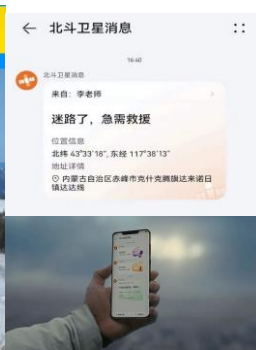 北斗卫星消息
16:40
北斗卫星消息
来自：李老师
迷路了，急需救援
位置信息
北纬 43°33'18", 东经 117°38'13"
地址详情
内蒙古自治区赤峰市克什克腾旗达来诺日
镇达达线